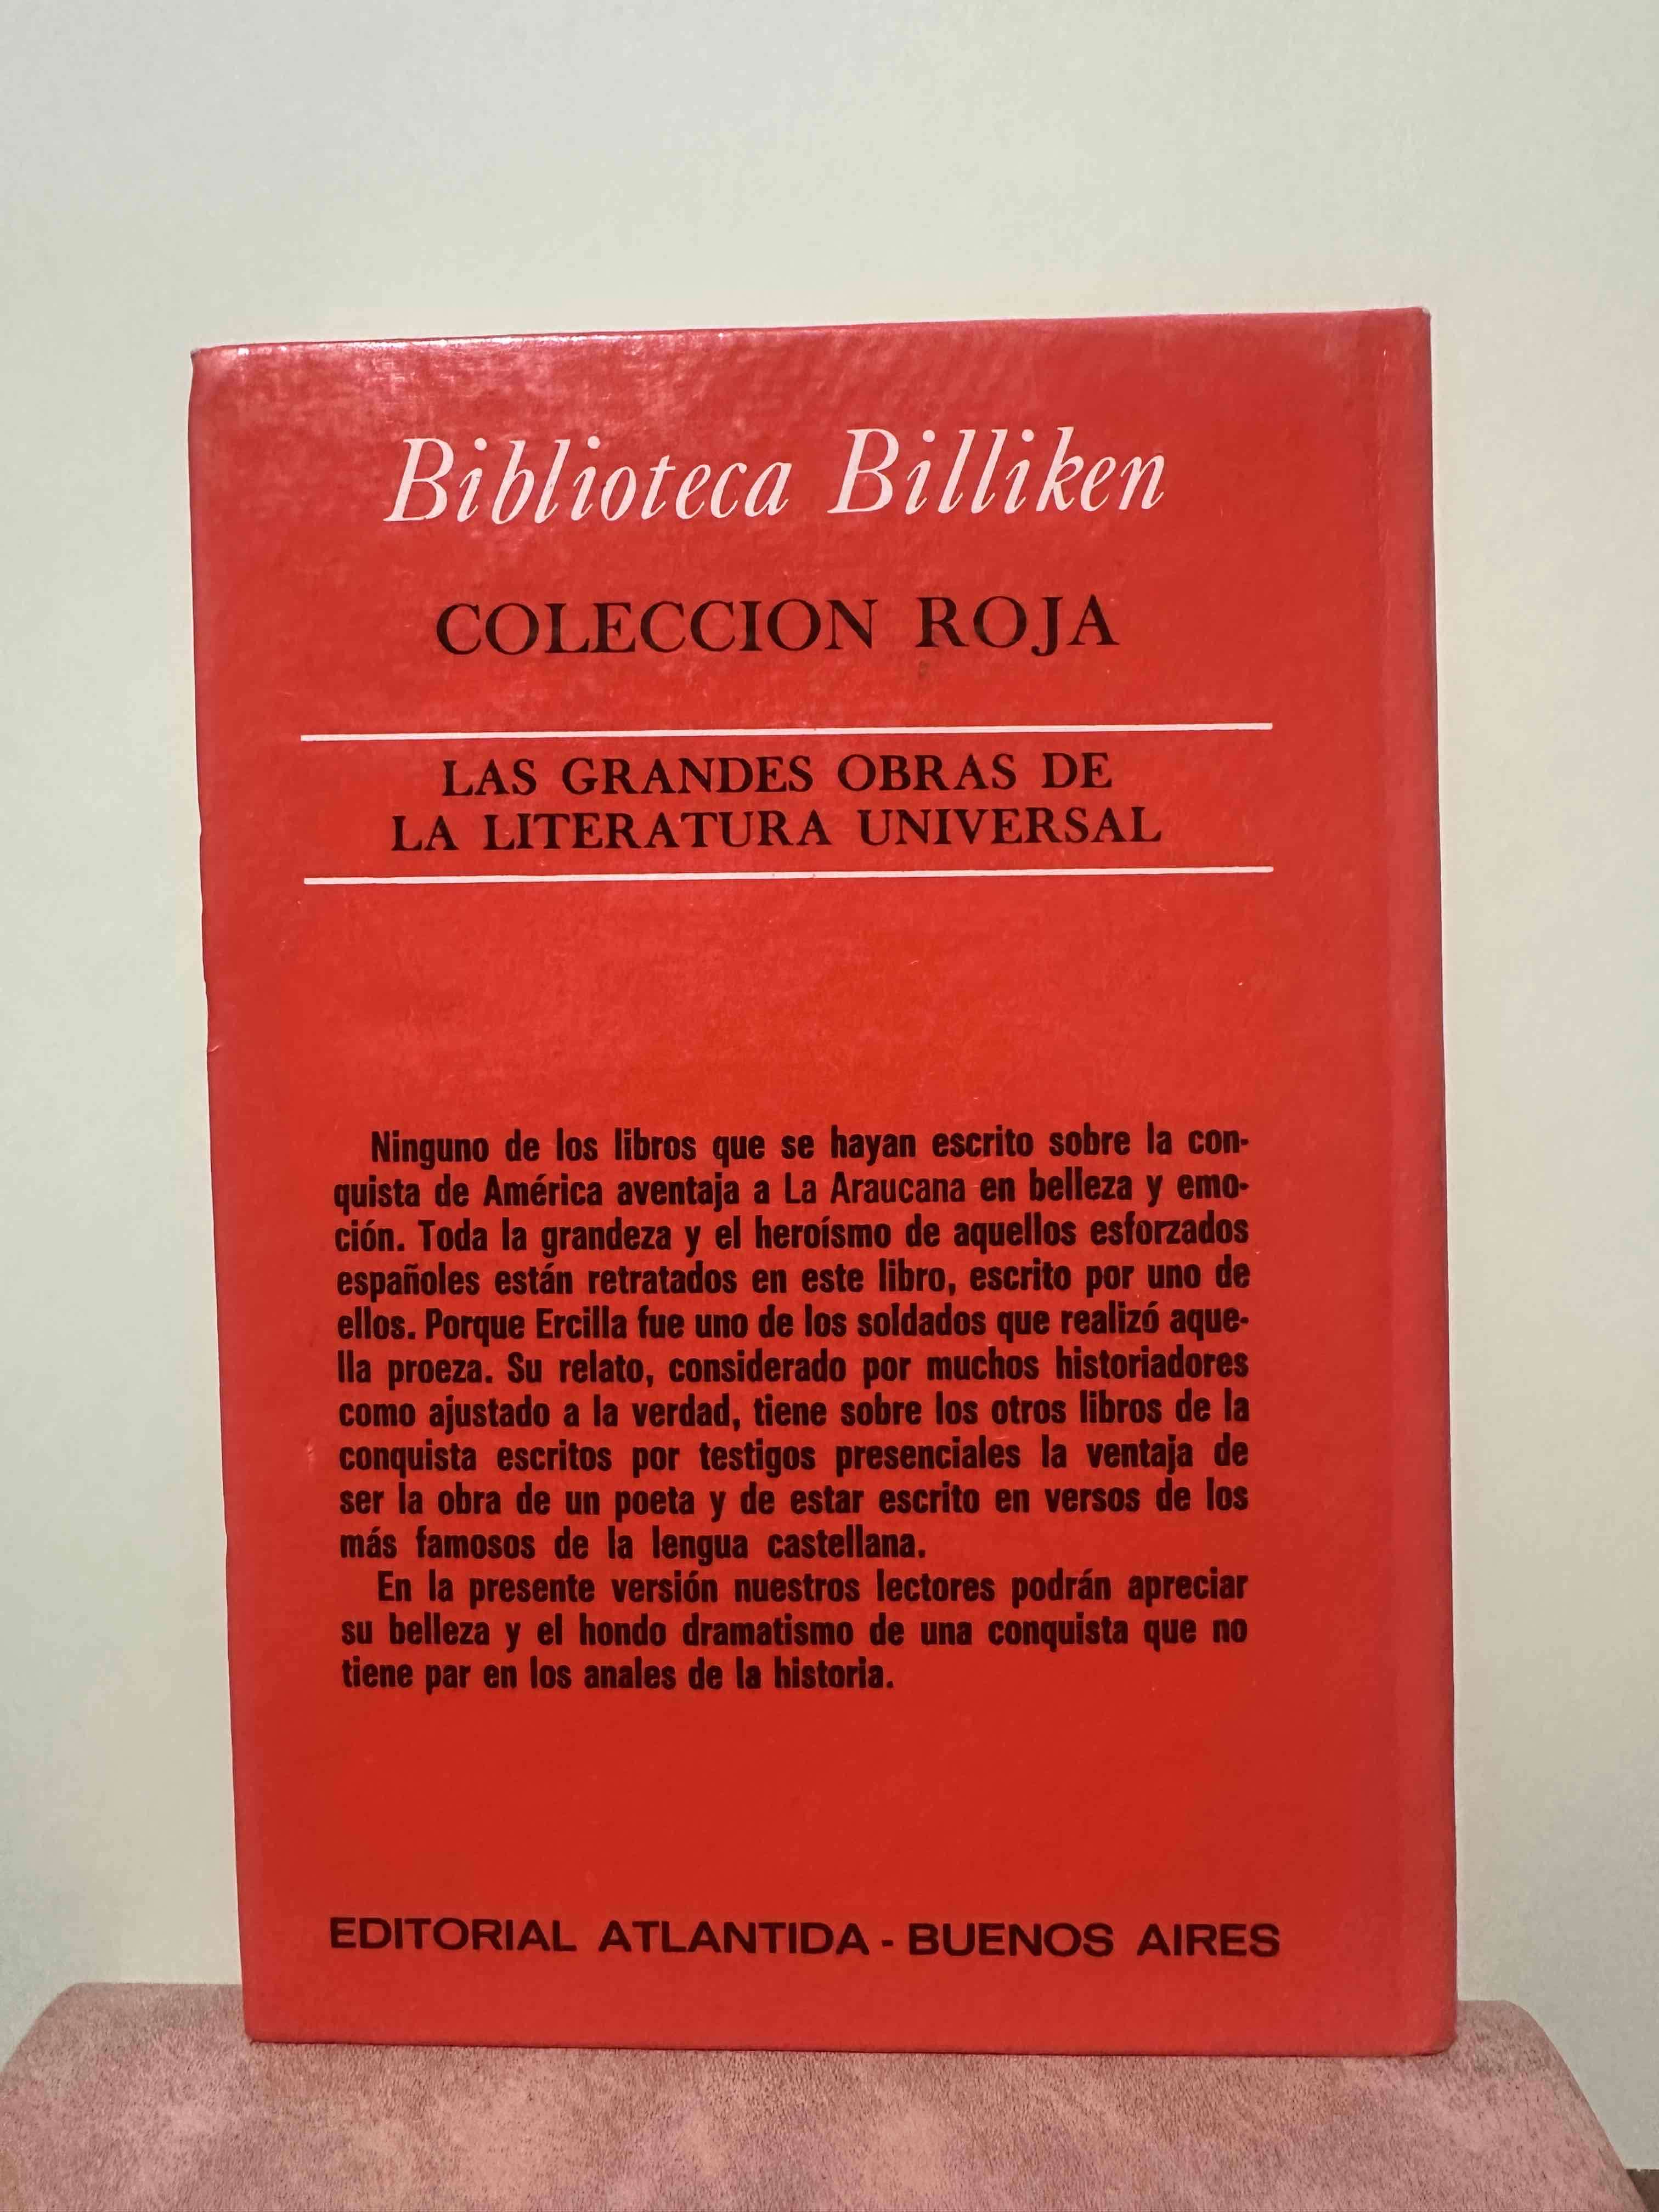 Biblioteca Billiken
COLECCION ROJA
LAS GRANDES OBRAS DE
LA LITERATURA UNIVERSAL
Ninguno de los libros que se hayan escrito sobre la con-
quista de América aventaja a La Araucana en belleza y emo-
ción. Toda la grandeza y el heroísmo de aquellos esforzados
españoles están retratados en este libro, escrito por uno de
ellos. Porque Ercilla fue uno de los soldados que realizó aque-
lla proeza. Su relato, considerado por muchos historiadores
como ajustado a la verdad, tiene sobre los otros libros de la
conquista escritos por testigos presenciales la ventaja de
ser la obra de un poeta y de estar escrito en versos de los
más famosos de la lengua castellana.
En la presente versión nuestros lectores podrán apreciar
su belleza y el hondo dramatismo de una conquista que no
tiene par en los anales de la historia.
EDITORIAL ATLANTIDA - BUENOS AIRES